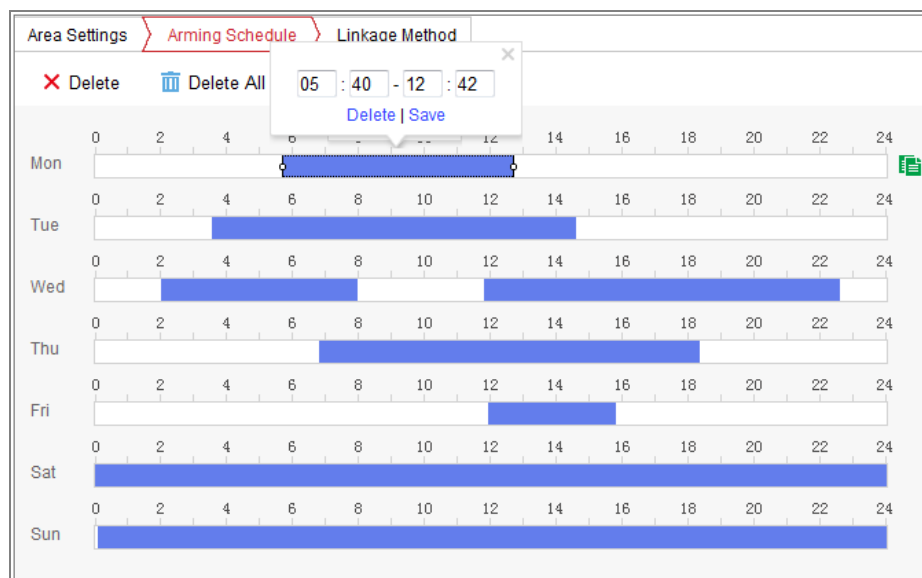 Area Settings Arming Schedule Linkage Method
Delete Delete All
05 : 40 - 12 : 42
Delete | Save
0 2 4 6 10 12 14 16 18 20 22 24
Mon
0 2 4 6 8 10 12 14 16 18 20 22 24
Tue
0 2 4 6 8 10 12 14 16 18 20 22 24
Wed
0 2 4 6 8 10 12 14 16 18 20 22 24
Thu
0 2 4 6 8 10 12 14 16 18 20 22 24
Fri
0 2 4 6 8 10 12 14 16 18 20 22 24
Sat
0 2 4 6 8 10 12 14 16 18 20 22 24
Sun